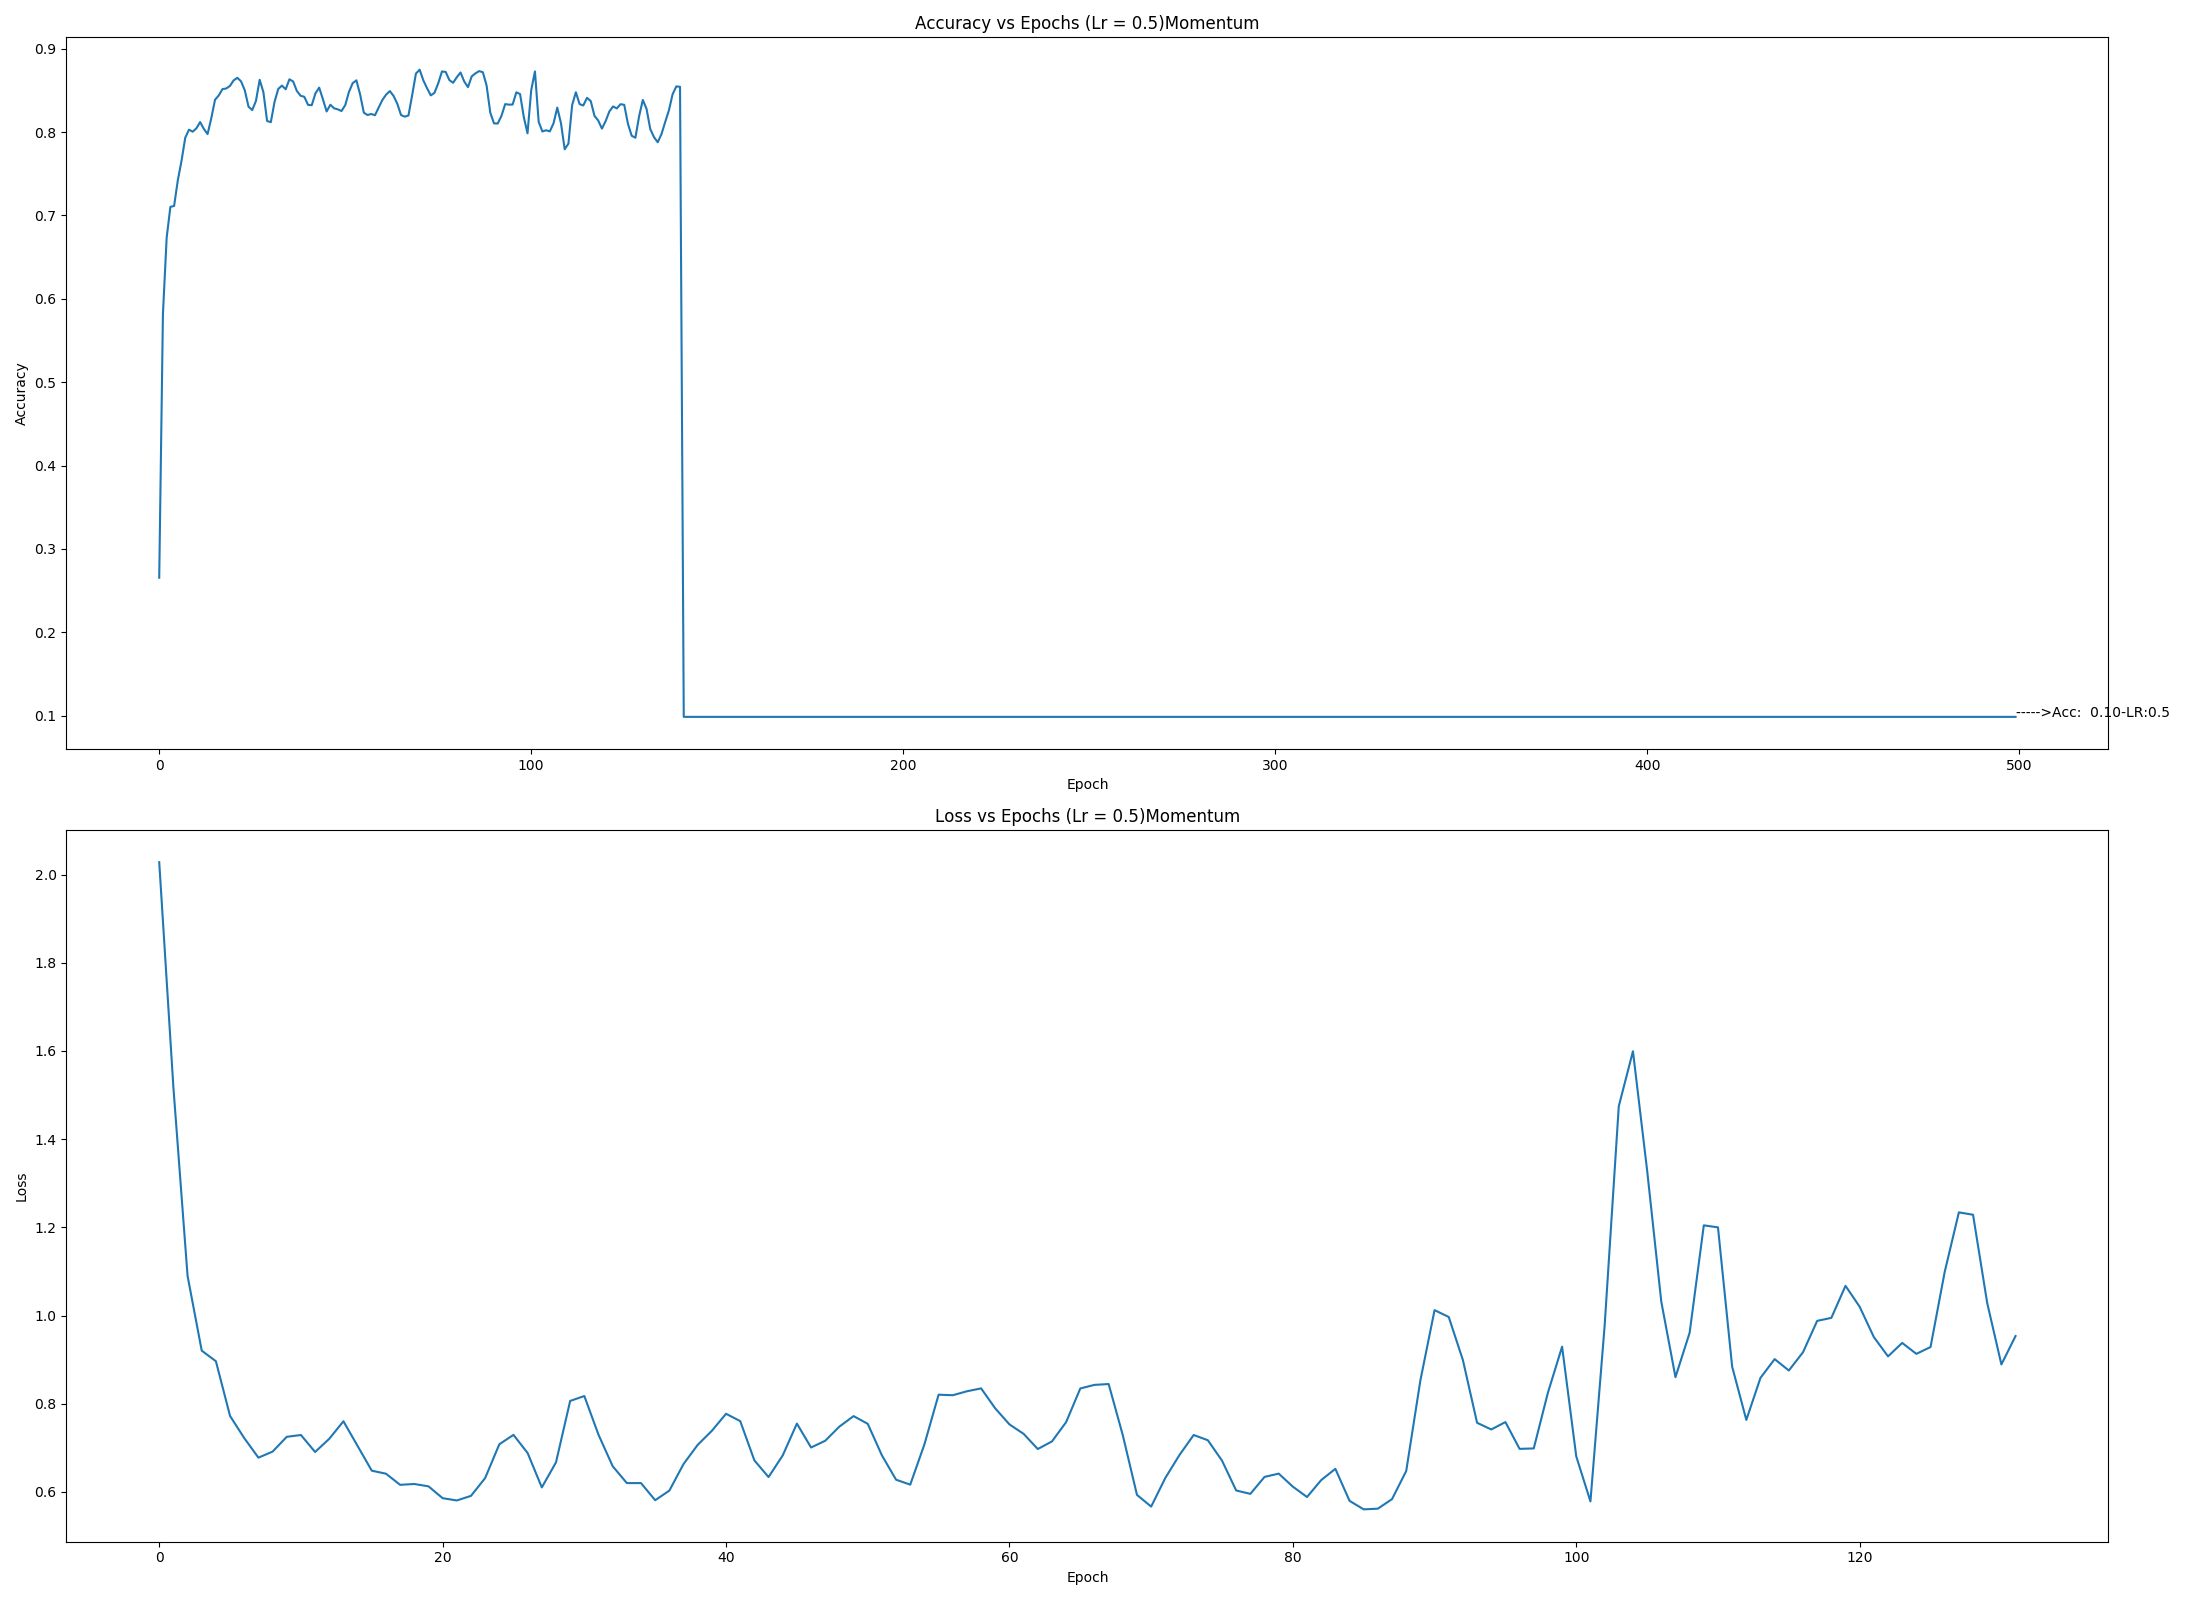 Accuracy vs Epochs (Lr = 0.5)Momentum
0.9
0.8
0.7
0.6
0.5
0.4
0.3
0.2
0.1
Accuracy
----->Acc:  0.10-LR:0.5
0 100 200 300 400 500
Epoch
Loss vs Epochs (Lr = 0.5)Momentum
2.0
1.8
1.6
1.4
1.2
1.0
0.8
0.6
Loss
0 20 40 60 80 100 120
Epoch